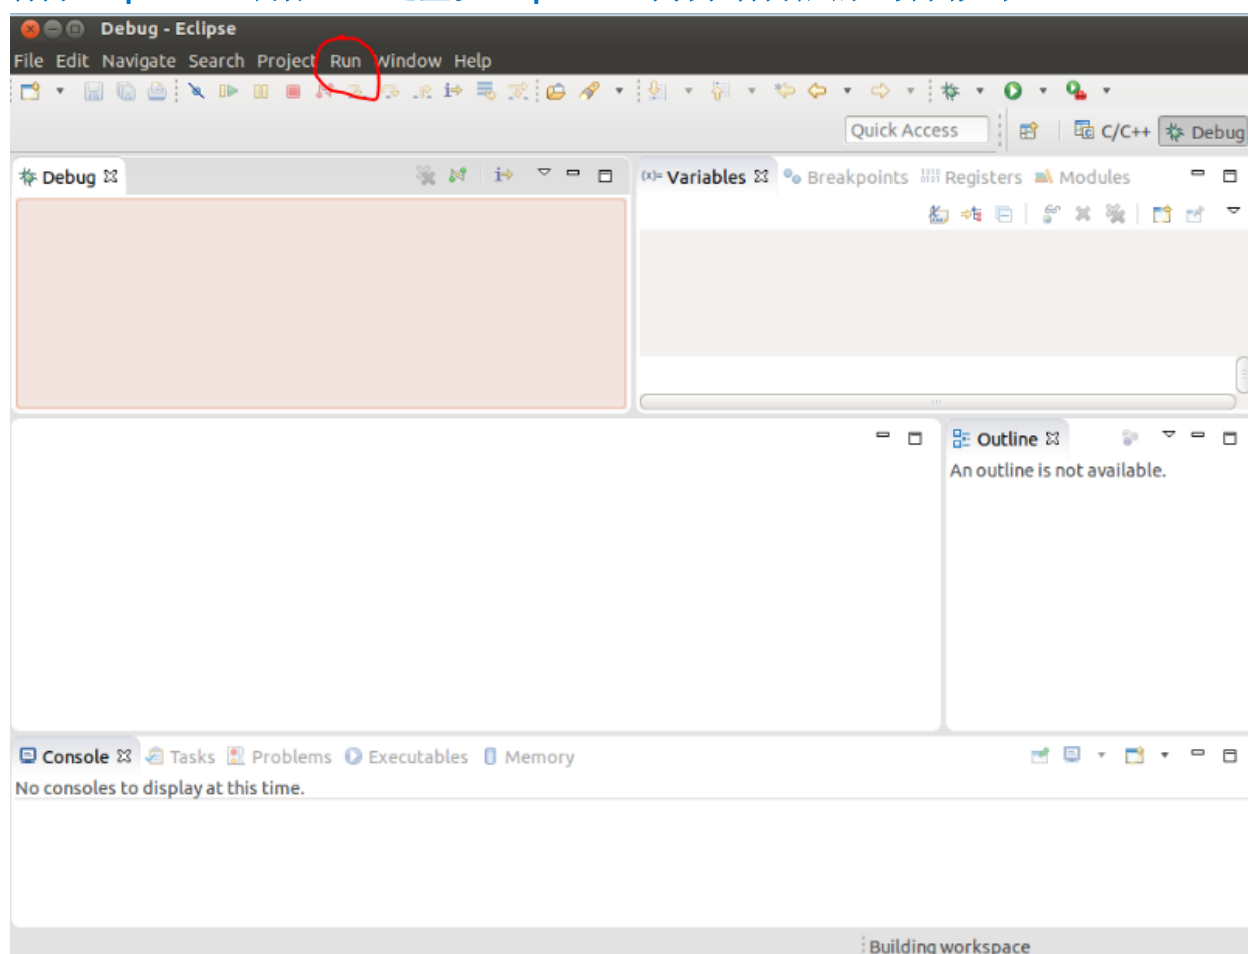 Debug - Eclipse
File Edit Navigate Search Project Run Window Help
Quick Access C/C++ Debug
Debug (x)= Variables Breakpoints Registers Modules
Outline
An outline is not available.
Console Tasks Problems Executables Memory
No consoles to display at this time.
Building workspace